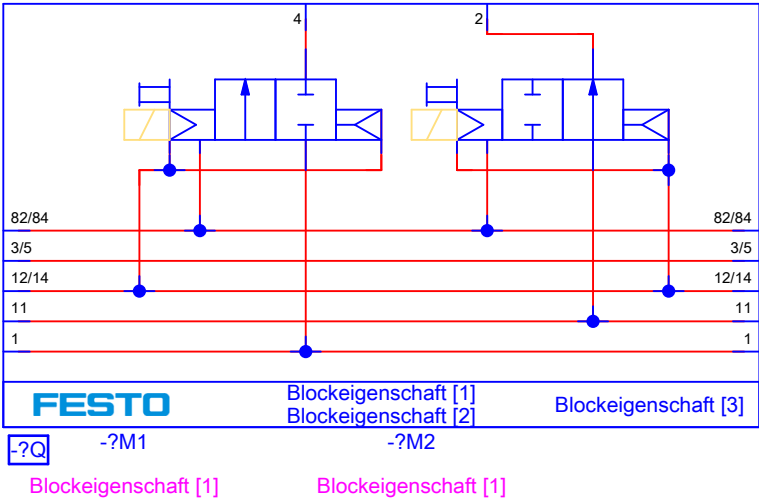 4 2
82/84 82/84
3/5 3/5
12/14 12/14
11 11
1 1
FESTO Blockeigenschaft [1] Blockeigenschaft [3]
Blockeigenschaft [2]
-?Q -?M1 -?M2
Blockeigenschaft [1] Blockeigenschaft [1]